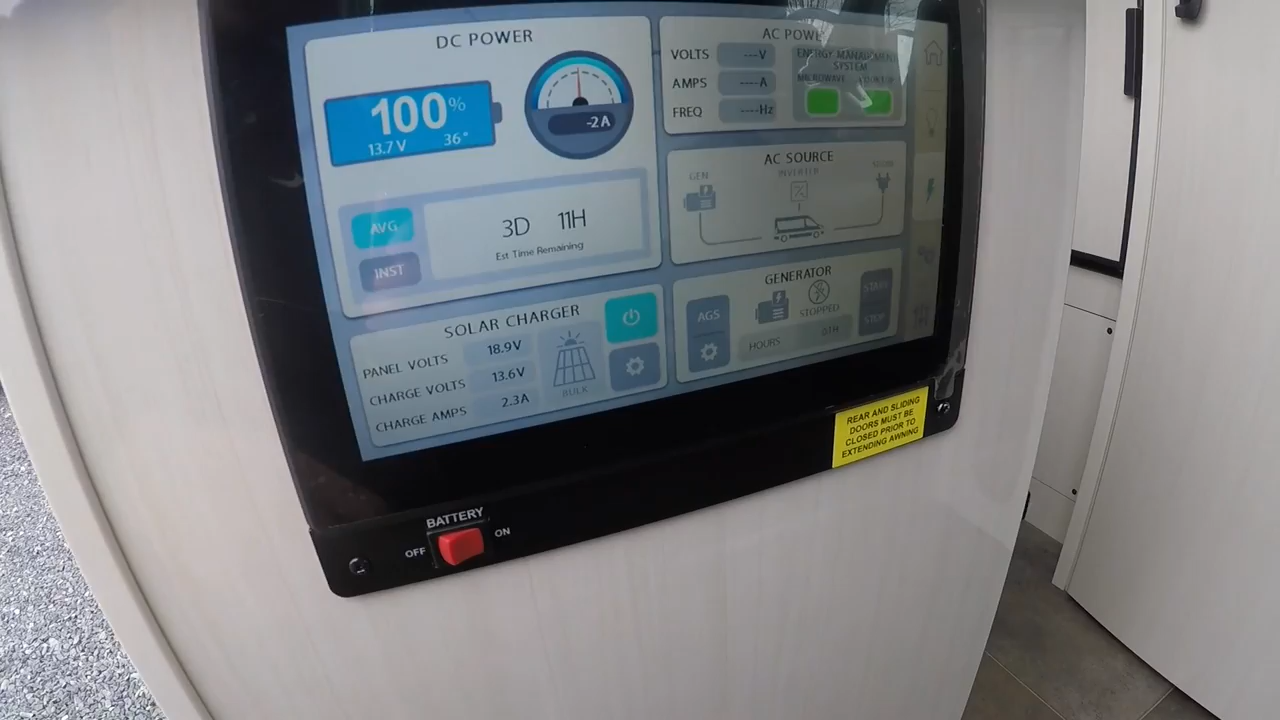 DC POWER
100%
13.7 V 36°
-2A
AVG
INST
3D 11H
Est Time Remaining
AC POWER
VOLTS ---V
AMPS ----A
FREQ ----Hz
ENERGY MANAGEMENT
SYSTEM
MICROWAVE
AC SOURCE
GEN
INVERTER
SOLAR CHARGER
PANEL VOLTS 18.9V
CHARGE VOLTS 13.6V
CHARGE AMPS 2.3A
BULK
GENERATOR
AGS
STOPPED
HOURS
START
STOP
REAR AND SLIDING
DOORS MUST BE
CLOSED PRIOR TO
EXTENDING AWNING
BATTERY
OFF ON